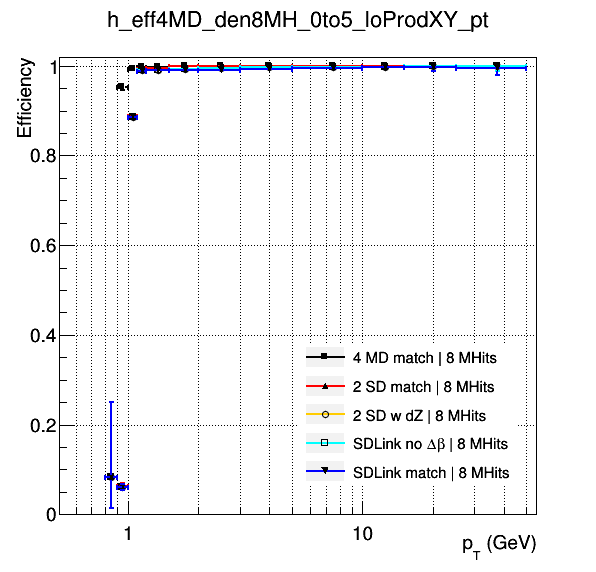 h_eff4MD_den8MH_0to5_loProdXY_pt
Efficiency
1
0.8
0.6
0.4
0.2
0
4 MD match | 8 MHits
2 SD match | 8 MHits
2 SD w dZ | 8 MHits
SDLink no Δβ | 8 MHits
SDLink match | 8 MHits
1 10
p_T (GeV)